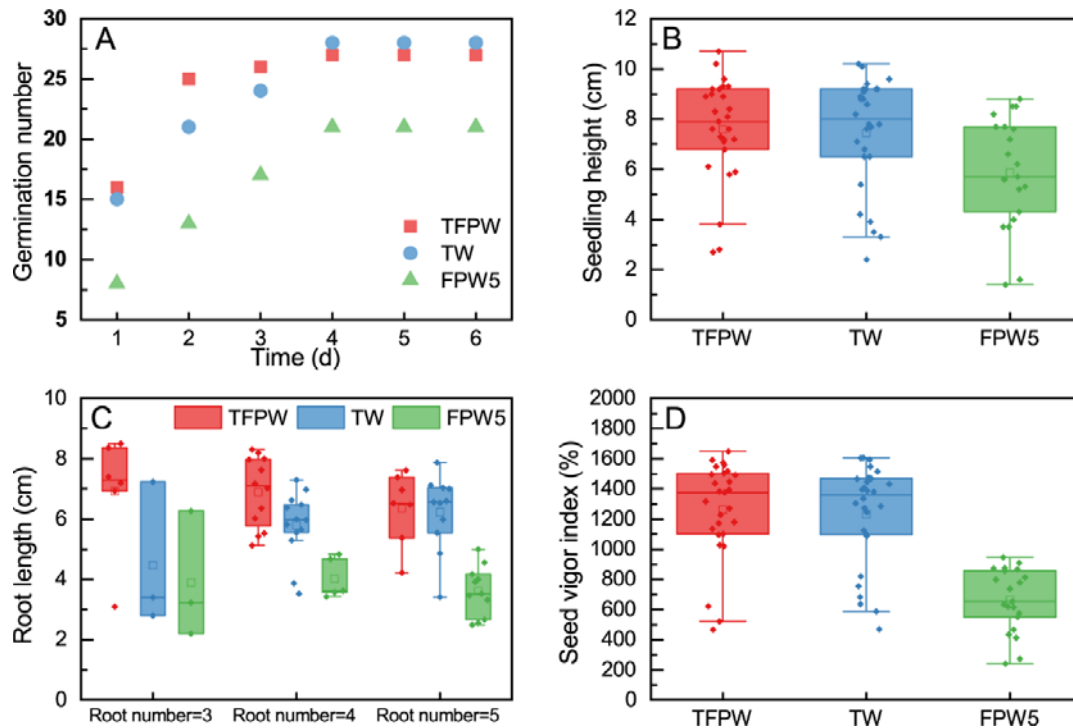 A
Germination number
30
25
20
15
10
5
TFPW
TW
FPW5
1 2 3 4 5 6
Time (d)
B
Seedling height (cm)
12
10
8
6
4
2
0
TFPW TW FPW5
C
Root length (cm)
10
8
6
4
2
0
TFPW TW FPW5
Root number=3 Root number=4 Root number=5
D
Seed vigor index (%)
2000
1800
1600
1400
1200
1000
800
600
400
200
0
TFPW TW FPW5